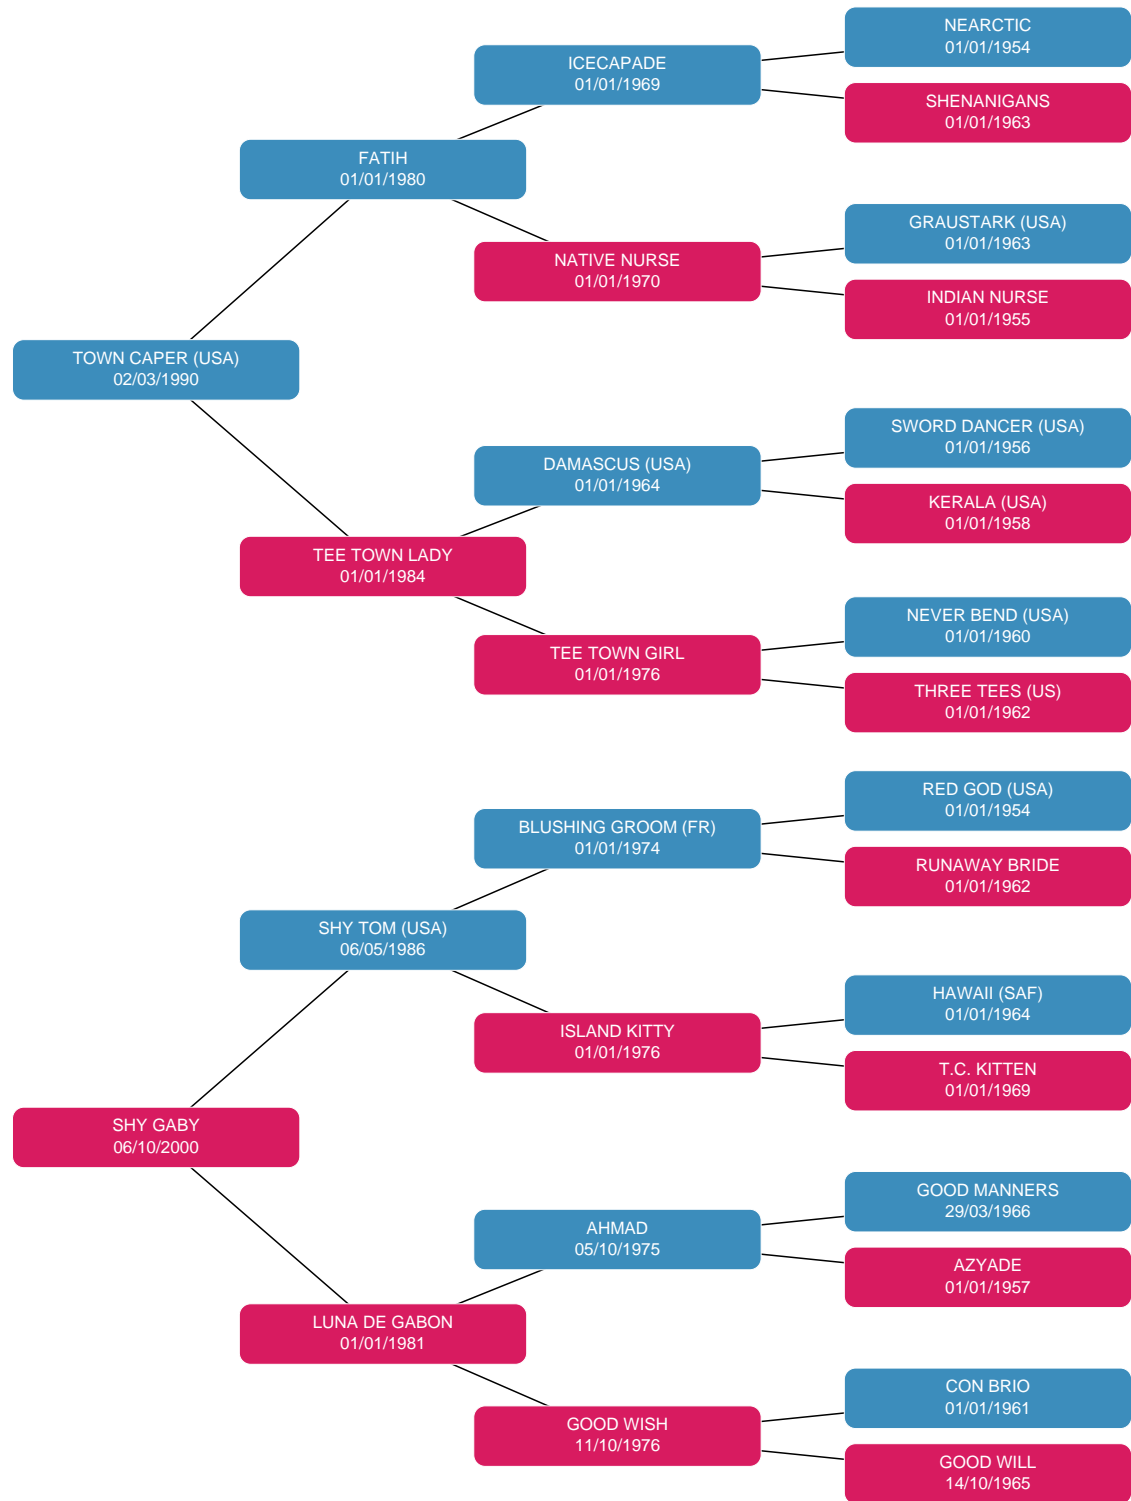 NEARCTIC
01/01/1954
ICECAPADE
01/01/1969
SHENANIGANS
01/01/1963
FATIH
01/01/1980
GRAUSTARK (USA)
01/01/1963
NATIVE NURSE
01/01/1970
INDIAN NURSE
01/01/1955
TOWN CAPER (USA)
02/03/1990
SWORD DANCER (USA)
01/01/1956
DAMASCUS (USA)
01/01/1964
KERALA (USA)
01/01/1958
TEE TOWN LADY
01/01/1984
NEVER BEND (USA)
01/01/1960
TEE TOWN GIRL
01/01/1976
THREE TEES (US)
01/01/1962
RED GOD (USA)
01/01/1954
BLUSHING GROOM (FR)
01/01/1974
RUNAWAY BRIDE
01/01/1962
SHY TOM (USA)
06/05/1986
HAWAII (SAF)
01/01/1964
ISLAND KITTY
01/01/1976
T.C. KITTEN
01/01/1969
SHY GABY
06/10/2000
GOOD MANNERS
29/03/1966
AHMAD
05/10/1975
AZYADE
01/01/1957
LUNA DE GABON
01/01/1981
CON BRIO
01/01/1961
GOOD WISH
11/10/1976
GOOD WILL
14/10/1965